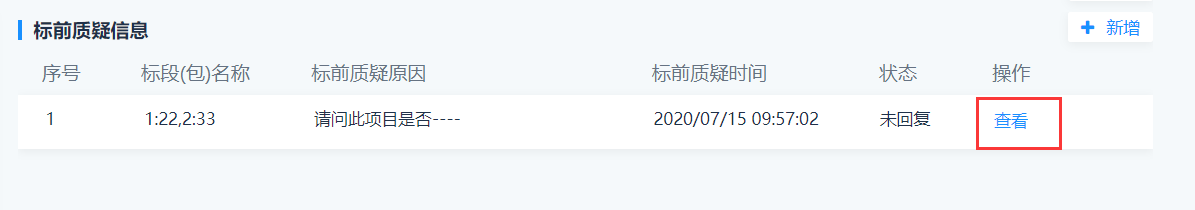 标前质疑信息
新增
序号 标段(包)名称 标前质疑原因 标前质疑时间 状态 操作
1 1:22,2:33 请问此项目是否---- 2020/07/15 09:57:02 未回复 查看